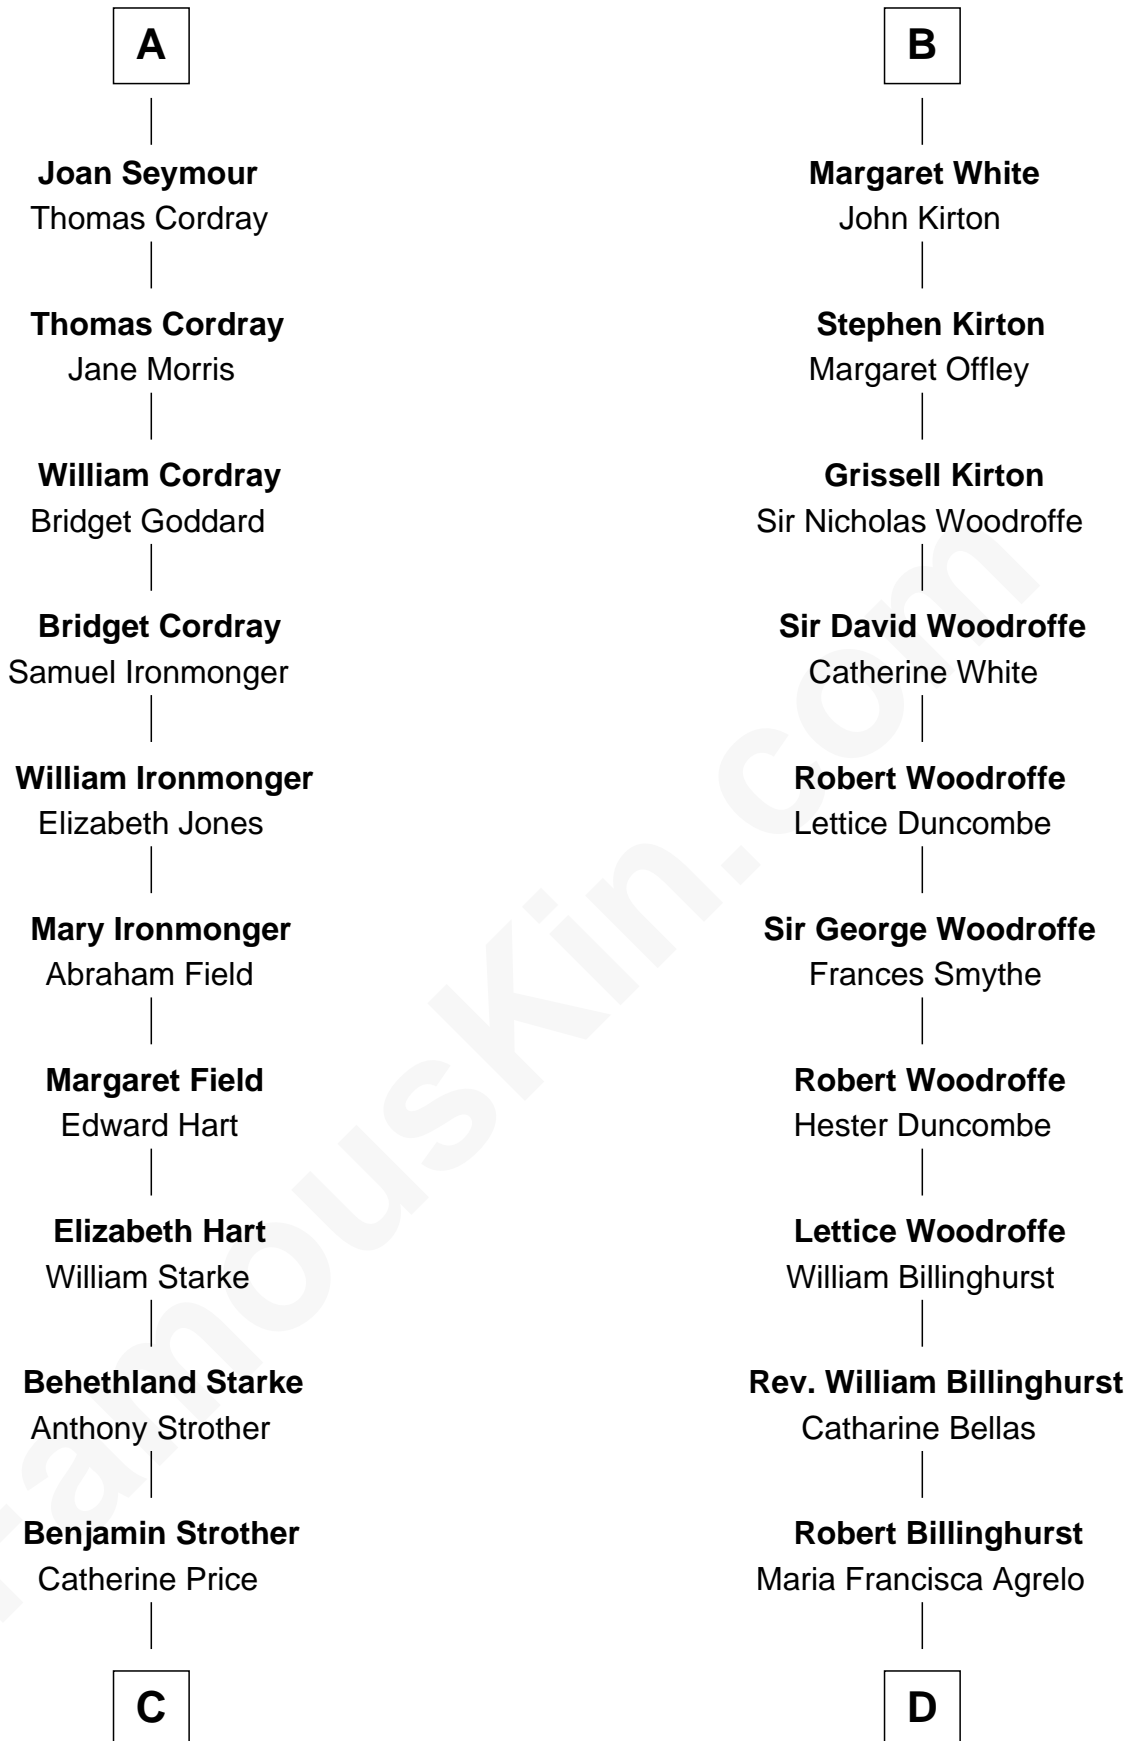 A
Joan Seymour
Thomas Cordray
Thomas Cordray
Jane Morris
William Cordray
Bridget Goddard
Bridget Cordray
Samuel Ironmonger
William Ironmonger
Elizabeth Jones
Mary Ironmonger
Abraham Field
Margaret Field
Edward Hart
Elizabeth Hart
William Starke
Behethland Starke
Anthony Strother
Benjamin Strother
Catherine Price
C
B
Margaret White
John Kirton
Stephen Kirton
Margaret Offley
Grissell Kirton
Sir Nicholas Woodroffe
Sir David Woodroffe
Catherine White
Robert Woodroffe
Lettice Duncombe
Sir George Woodroffe
Frances Smythe
Robert Woodroffe
Hester Duncombe
Lettice Woodroffe
William Billinghurst
Rev. William Billinghurst
Catharine Bellas
Robert Billinghurst
Maria Francisca Agrelo
D
FamousKin.com